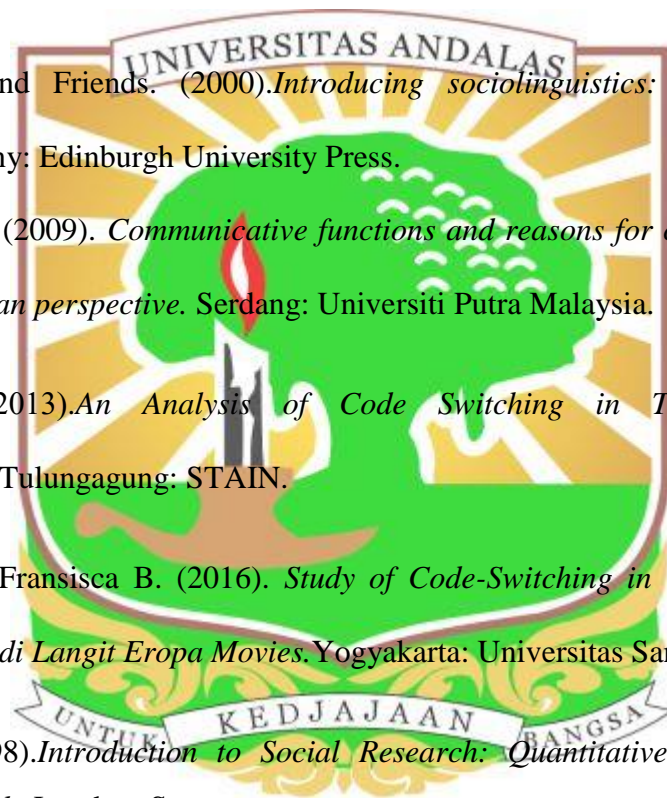 UNIVERSITAS ANDALAS
nd Friends. (2000).Introducing sociolinguistics:
ny: Edinburgh University Press.
(2009). Communicative functions and reasons for
an perspective. Serdang: Universiti Putra Malaysia.
2013).An Analysis of Code Switching in T
Tulungagung: STAIN.
Fransisca B. (2016). Study of Code-Switching in
di Langit Eropa Movies.Yogyakarta: Universitas Sa
UNTUK KEDJAJAAN BANGSA
98).Introduction to Social Research: Quantitative